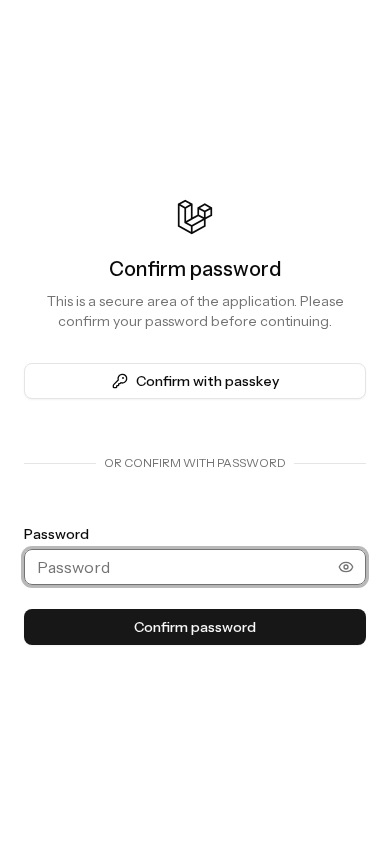 Confirm password
This is a secure area of the application. Please
confirm your password before continuing.
Confirm with passkey
OR CONFIRM WITH PASSWORD
Password
Password
Confirm password